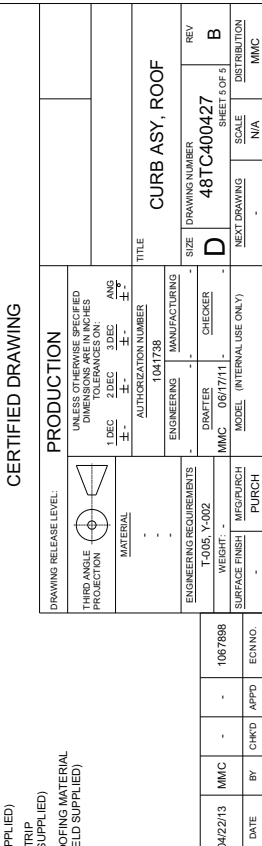 CERTIFIED DRAWING
PPLIED)
TRIP
SUPPLIED)
OOFING MATERIAL
ELD SUPPLIED)
DRAWING RELEASE LEVEL:
PRODUCTION
THIRD ANGLE
PROJECTION
UNLESS OTHERWISE SPECIFIED
DIMENSIONS ARE IN INCHES
TOLERANCES ON:
1 DEC 2 DEC 3 DEC ANG
± - ± - ± - ± - °
MATERIAL
-
-
-
AUTHORIZATION NUMBER
1041738
TITLE
CURB ASY, ROOF
ENGINEERING MANUFACTURING
- - -
ENGINEERING REQUIREMENTS
T-005, Y-002
DRAFTER CHECKER
MMC 06/17/11 - -
WEIGHT: -
SIZE DRAWING NUMBER REV
D 48TC400427 B
SHEET 5 OF 5
04/22/13 MMC - - 1067898
DATE BY CHK'D APP'D ECN NO.
SURFACE FINISH MFG/PURCH MODEL (INTERNAL USE ONLY) NEXT DRAWING SCALE DISTRIBUTION
- PURCH - N/A MMC